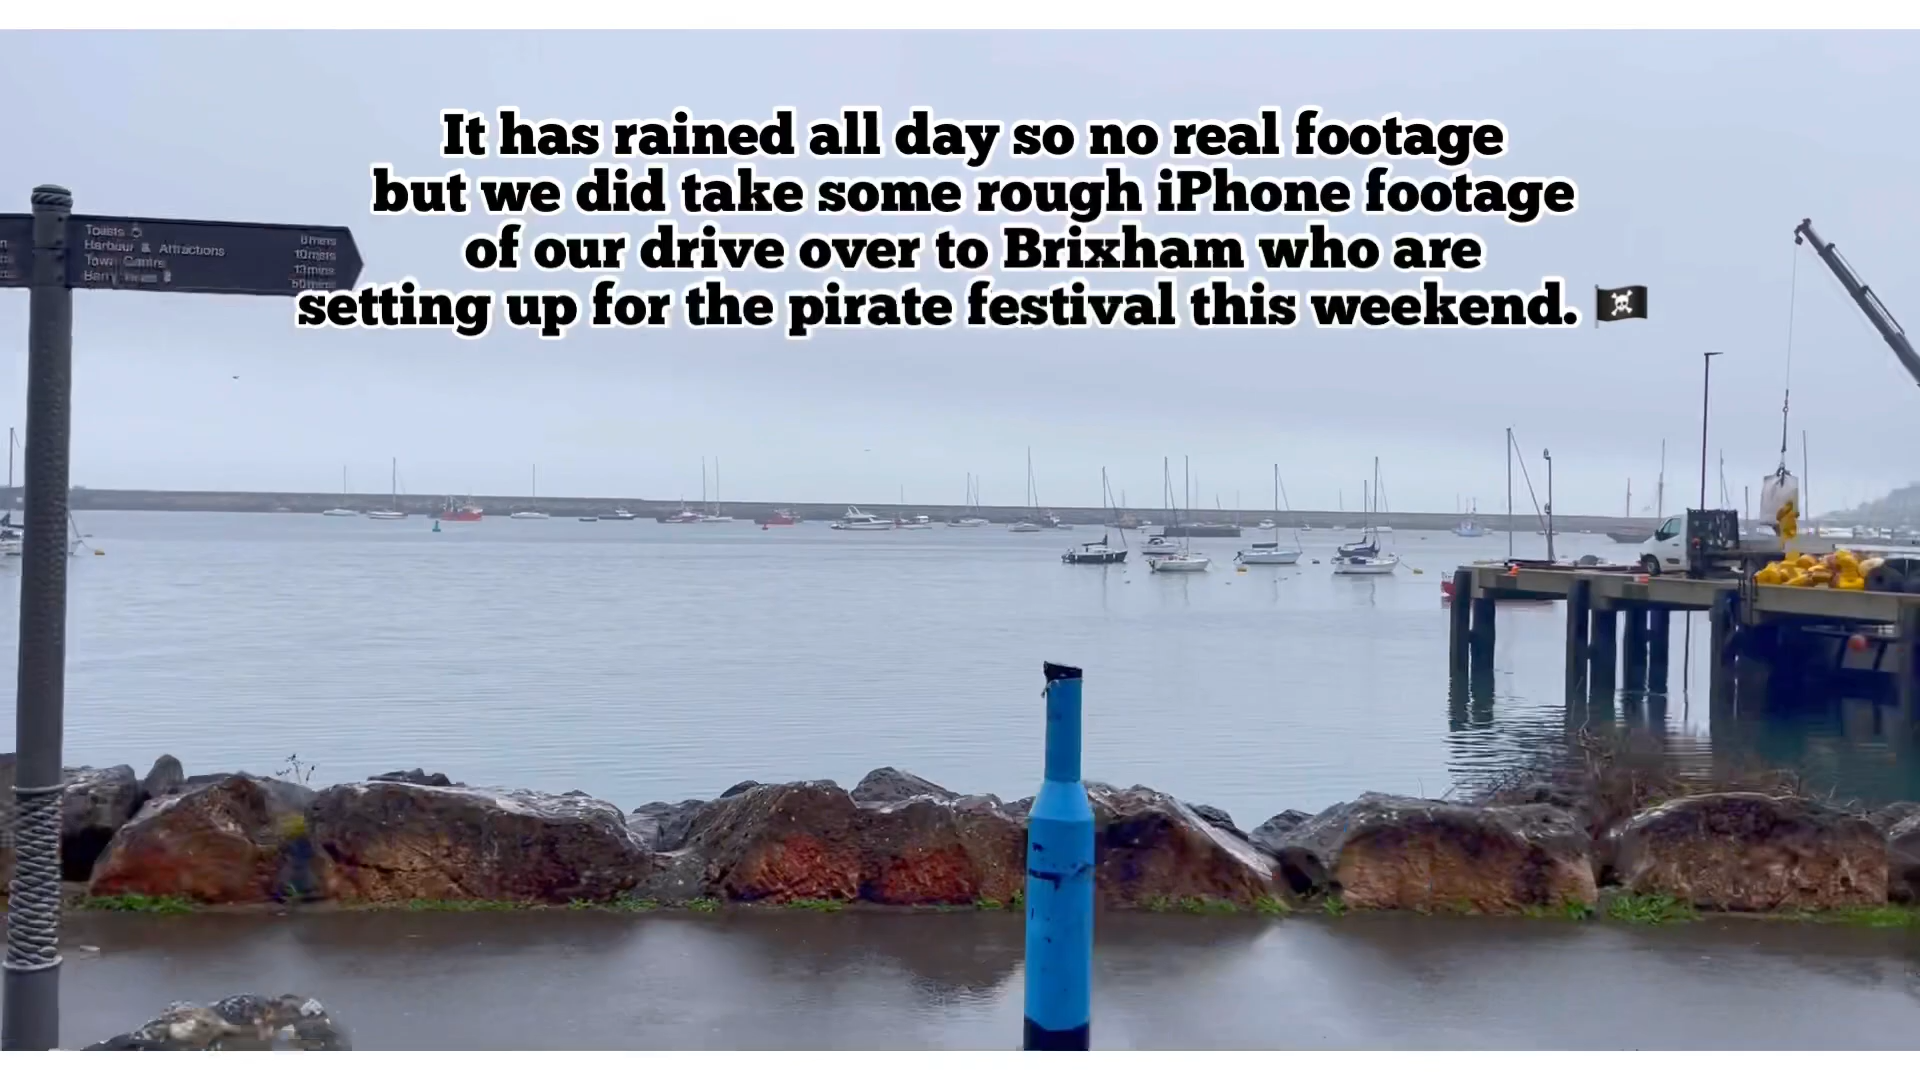 It has rained all day so no real footage
but we did take some rough iPhone footage
of our drive over to Brixham who are
setting up for the pirate festival this weekend. 🏴‍☠️
Toilets
Harbour & Attractions 10mins
Town Centre 13mins